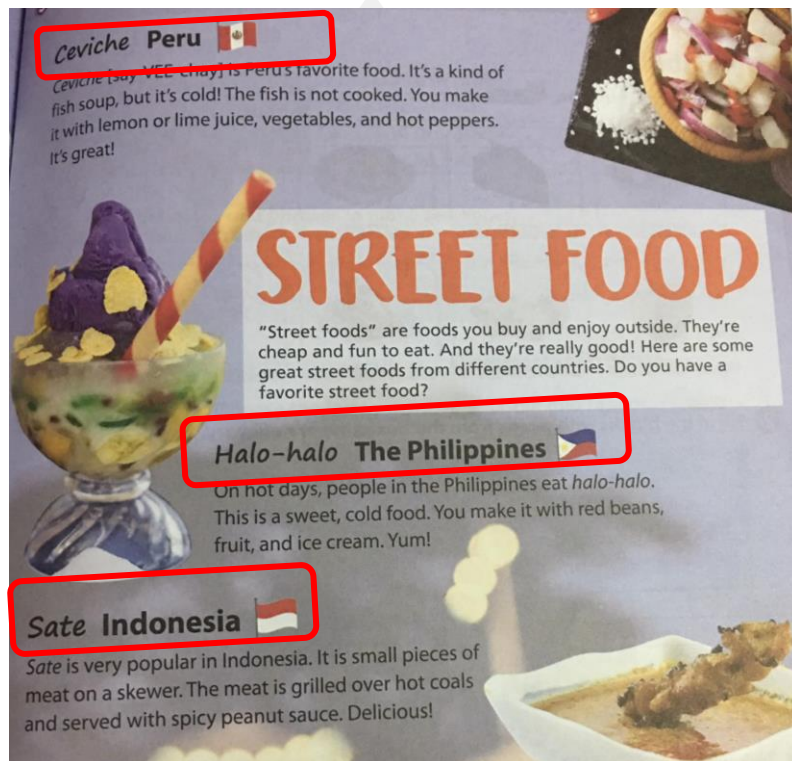 Ceviche Peru
Ceviche [say VEE-chay] is Peru's favorite food. It's a kind of
fish soup, but it's cold! The fish is not cooked. You make
it with lemon or lime juice, vegetables, and hot peppers.
It's great!
STREET FOOD
"Street foods" are foods you buy and enjoy outside. They're
cheap and fun to eat. And they're really good! Here are some
great street foods from different countries. Do you have a
favorite street food?
Halo-halo The Philippines
On hot days, people in the Philippines eat halo-halo.
This is a sweet, cold food. You make it with red beans,
fruit, and ice cream. Yum!
Sate Indonesia
Sate is very popular in Indonesia. It is small pieces of
meat on a skewer. The meat is grilled over hot coals
and served with spicy peanut sauce. Delicious!